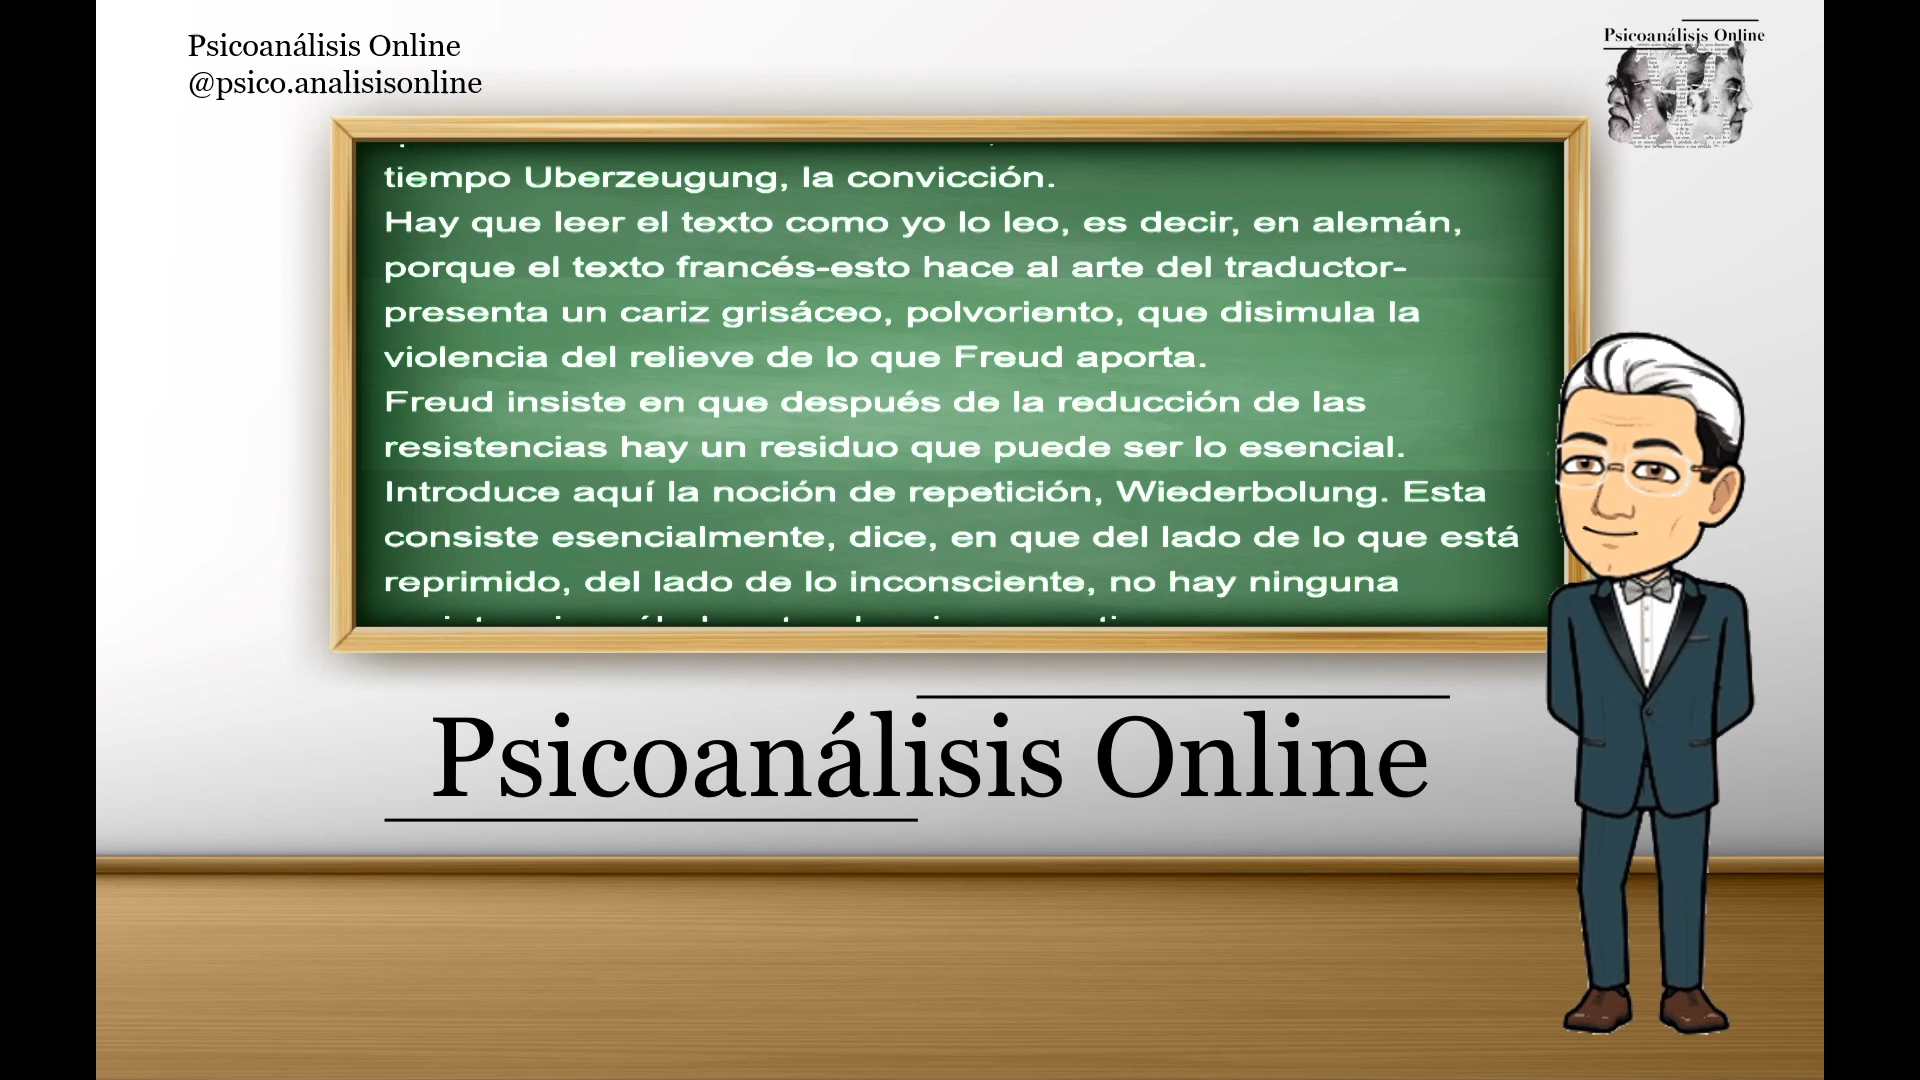 Psicoanálisis Online
@psico.analisisonline
Psicoanálisis Online
tiempo Uberzeugung, la convicción.
Hay que leer el texto como yo lo leo, es decir, en alemán,
porque el texto francés-esto hace al arte del traductor-
presenta un cariz grisáceo, polvoriento, que disimula la
violencia del relieve de lo que Freud aporta.
Freud insiste en que después de la reducción de las
resistencias hay un residuo que puede ser lo esencial.
Introduce aquí la noción de repetición, Wiederbolung. Esta
consiste esencialmente, dice, en que del lado de lo que está
reprimido, del lado de lo inconsciente, no hay ninguna
Psicoanálisis Online